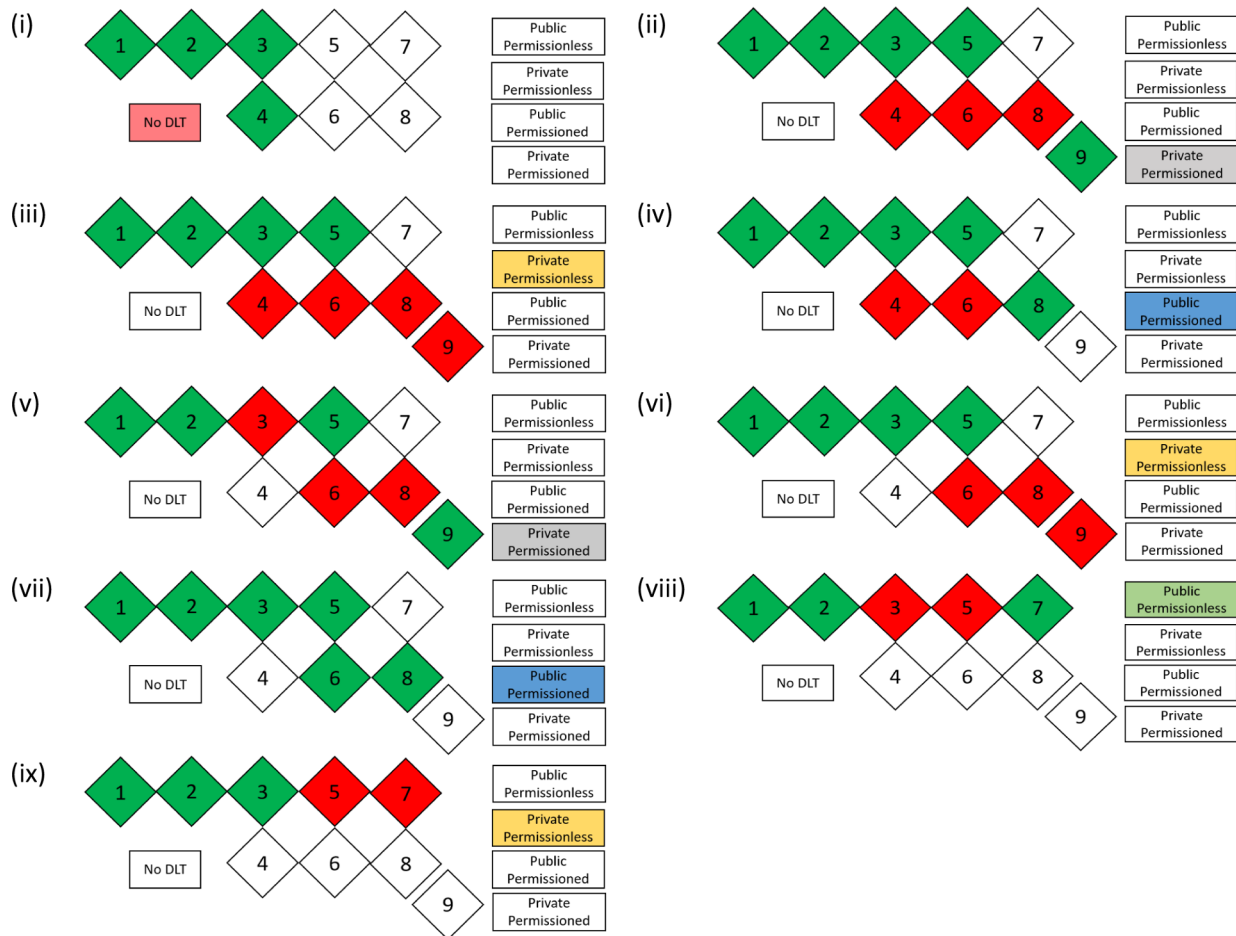 (i)
1 2 3 5 7
4 6 8
No DLT
Public
Permissionless
Private
Permissionless
Public
Permissioned
Private
Permissioned
(ii)
1 2 3 5 7
4 6 8
9
No DLT
Public
Permissionless
Private
Permissionless
Public
Permissioned
Private
Permissioned
(iii)
1 2 3 5 7
4 6 8
9
No DLT
Public
Permissionless
Private
Permissionless
Public
Permissioned
Private
Permissioned
(iv)
1 2 3 5 7
4 6 8
9
No DLT
Public
Permissionless
Private
Permissionless
Public
Permissioned
Private
Permissioned
(v)
1 2 3 5 7
4 6 8
9
No DLT
Public
Permissionless
Private
Permissionless
Public
Permissioned
Private
Permissioned
(vi)
1 2 3 5 7
4 6 8
9
No DLT
Public
Permissionless
Private
Permissionless
Public
Permissioned
Private
Permissioned
(vii)
1 2 3 5 7
4 6 8
9
No DLT
Public
Permissionless
Private
Permissionless
Public
Permissioned
Private
Permissioned
(viii)
1 2 3 5 7
4 6 8
9
No DLT
Public
Permissionless
Private
Permissionless
Public
Permissioned
Private
Permissioned
(ix)
1 2 3 5 7
4 6 8
9
No DLT
Public
Permissionless
Private
Permissionless
Public
Permissioned
Private
Permissioned